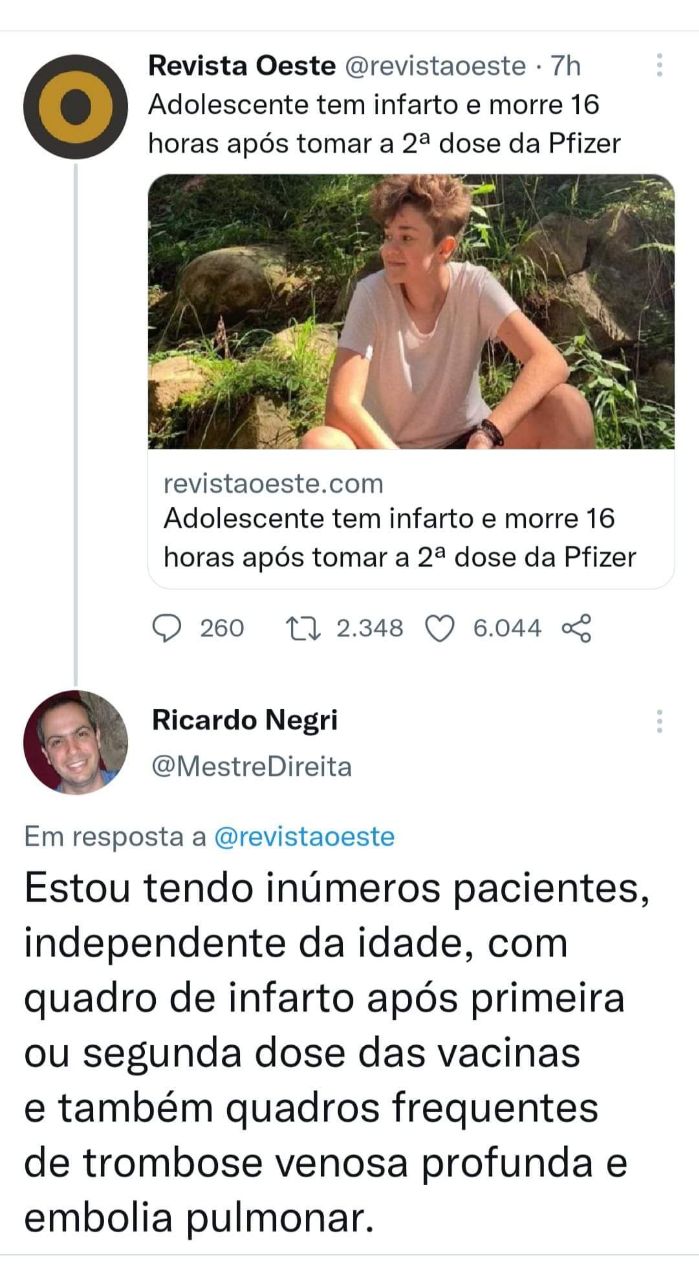 Revista Oeste @revistaoeste · 7h
Adolescente tem infarto e morre 16
horas após tomar a 2ª dose da Pfizer
revistaoeste.com
Adolescente tem infarto e morre 16
horas após tomar a 2ª dose da Pfizer
260 2.348 6.044
Ricardo Negri
@MestreDireita
Em resposta a @revistaoeste
Estou tendo inúmeros pacientes,
independente da idade, com
quadro de infarto após primeira
ou segunda dose das vacinas
e também quadros frequentes
de trombose venosa profunda e
embolia pulmonar.